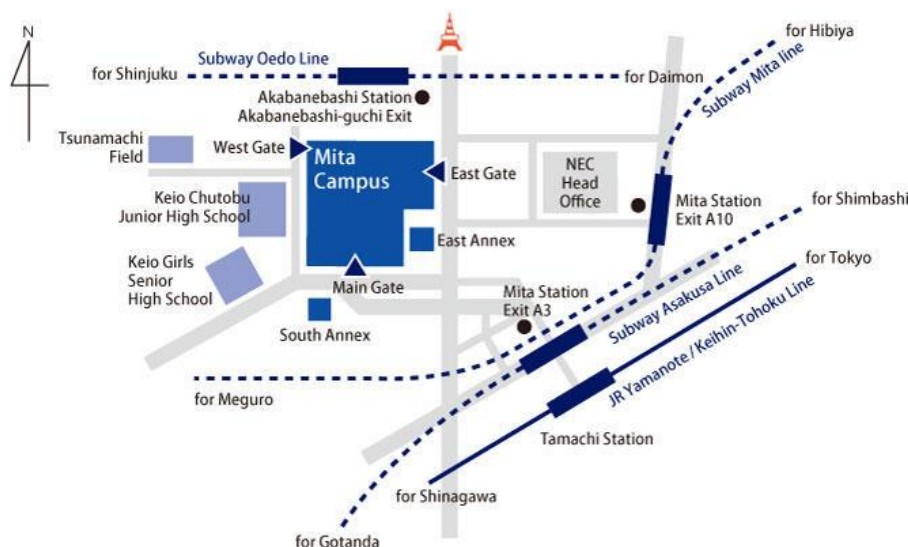 N
for Hibiya
Subway Oedo Line
for Shinjuku
for Daimon
Subway Mita line
Akabanebashi Station
Akabanebashi-guchi Exit
Tsunamachi
Field
West Gate
Mita
Campus
East Gate
NEC
Head
Office
Keio Chutobu
Junior High School
Mita Station
Exit A10
for Shimbashi
East Annex
Keio Girls
Senior
High School
Main Gate
Mita Station
Exit A3
Subway Asakusa Line
for Tokyo
South Annex
JR Yamanote / Keihin-Tohoku Line
for Meguro
Tamachi Station
for Shinagawa
for Gotanda